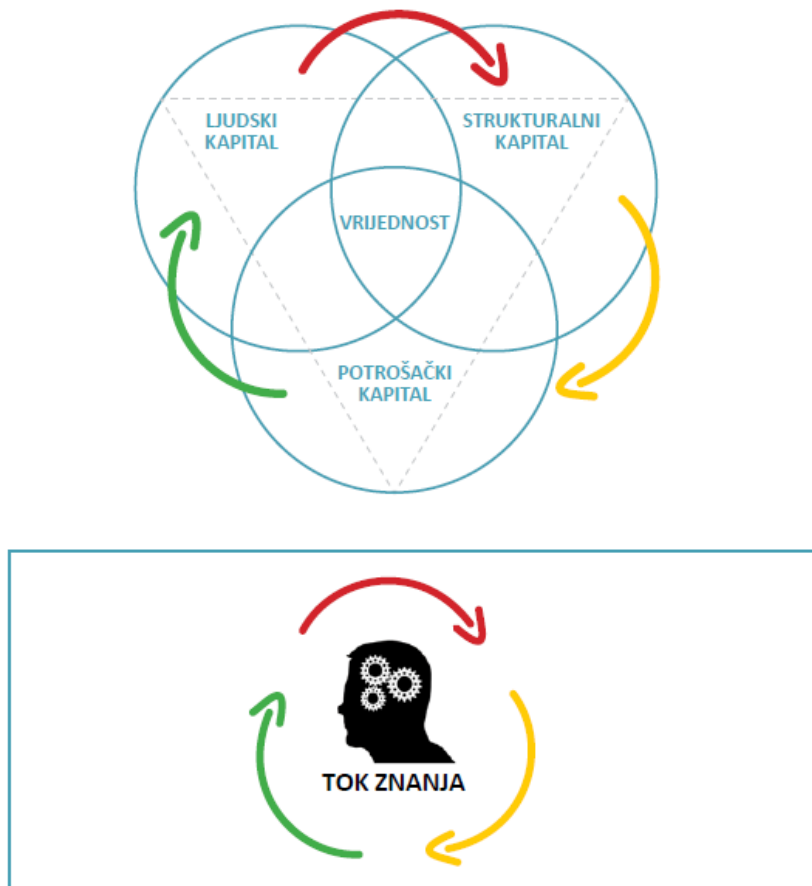 LJUDSKI
KAPITAL
STRUKTURALNI
KAPITAL
VRIJEDNOST
POTROŠAČKI
KAPITAL
TOK ZNANJA